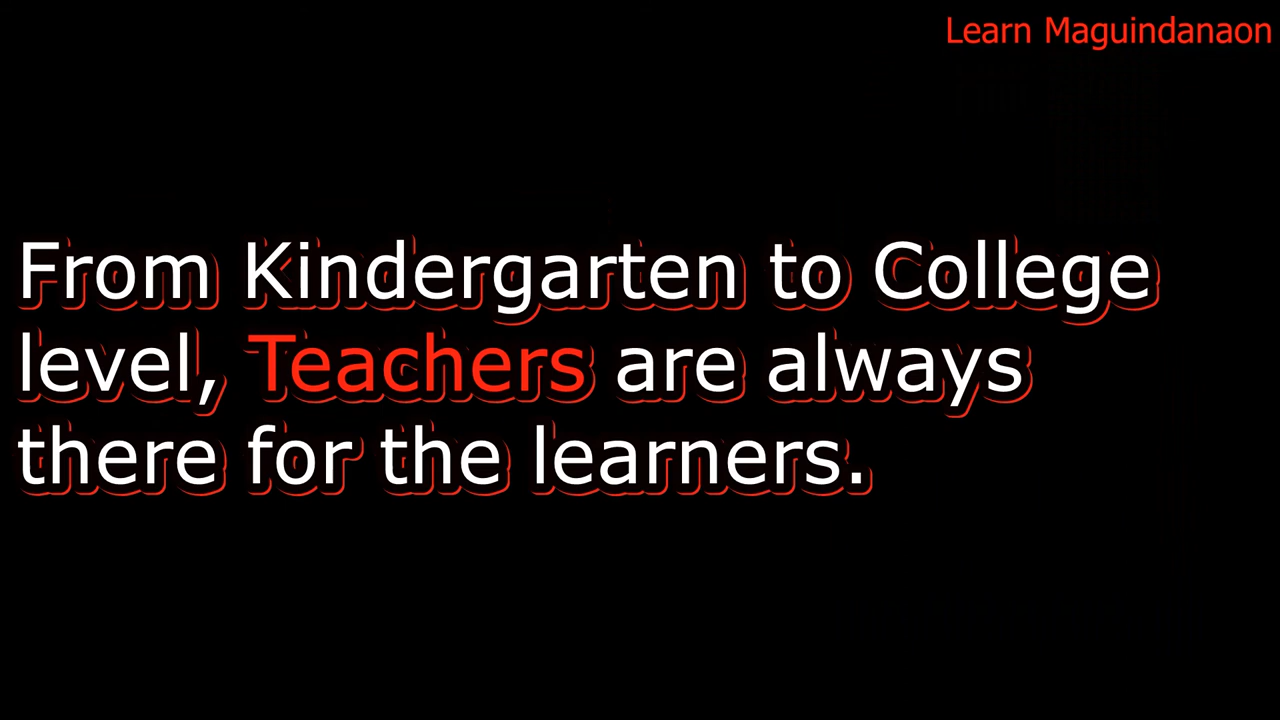 Learn Maguindanaon
From Kindergarten to College
level, Teachers are always
there for the learners.